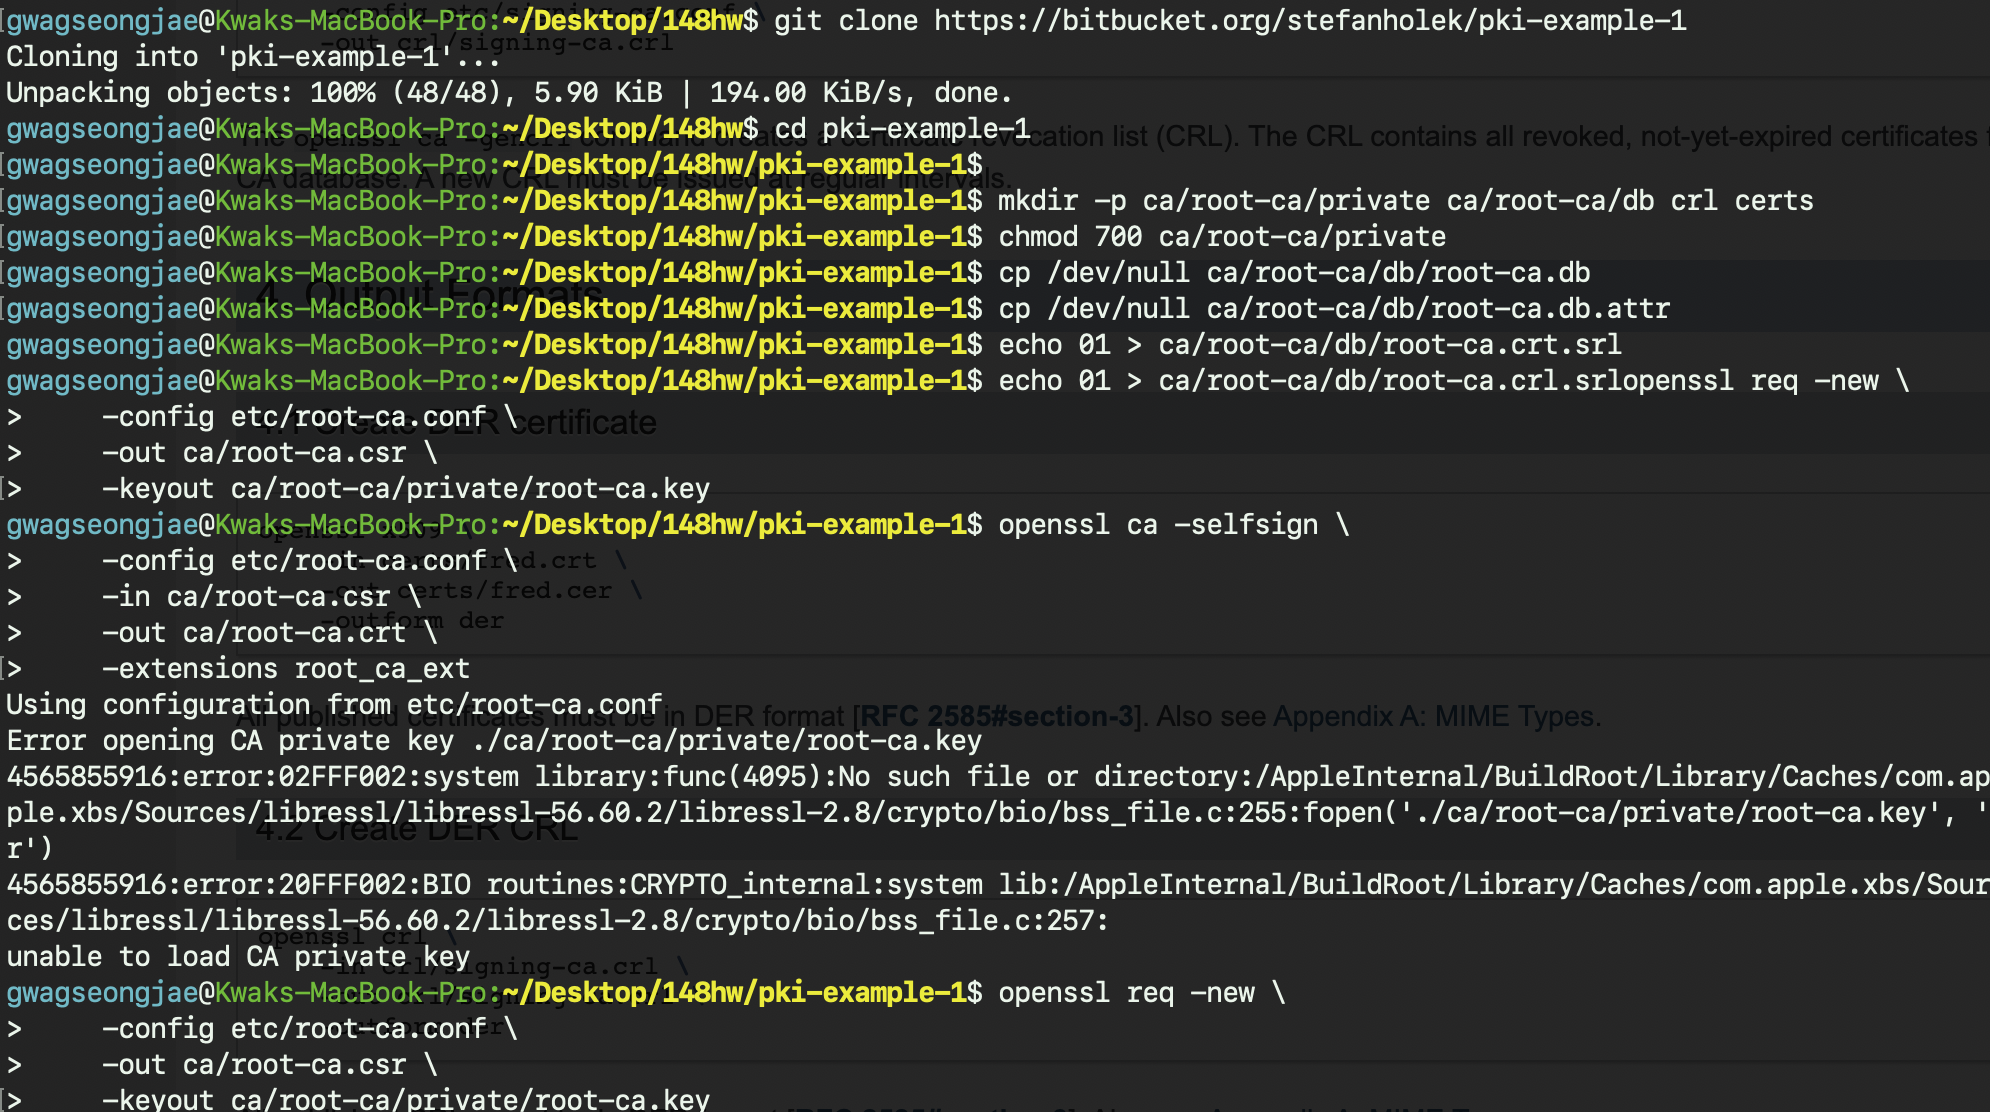 gwagseongjae@Kwaks-MacBook-Pro:~/Desktop/148hw$ git clone https://bitbucket.org/stefanholek/pki-example-1
Cloning into 'pki-example-1'...
Unpacking objects: 100% (48/48), 5.90 KiB | 194.00 KiB/s, done.
gwagseongjae@Kwaks-MacBook-Pro:~/Desktop/148hw$ cd pki-example-1
gwagseongjae@Kwaks-MacBook-Pro:~/Desktop/148hw/pki-example-1$
gwagseongjae@Kwaks-MacBook-Pro:~/Desktop/148hw/pki-example-1$ mkdir -p ca/root-ca/private ca/root-ca/db crl certs
gwagseongjae@Kwaks-MacBook-Pro:~/Desktop/148hw/pki-example-1$ chmod 700 ca/root-ca/private
gwagseongjae@Kwaks-MacBook-Pro:~/Desktop/148hw/pki-example-1$ cp /dev/null ca/root-ca/db/root-ca.db
gwagseongjae@Kwaks-MacBook-Pro:~/Desktop/148hw/pki-example-1$ cp /dev/null ca/root-ca/db/root-ca.db.attr
gwagseongjae@Kwaks-MacBook-Pro:~/Desktop/148hw/pki-example-1$ echo 01 > ca/root-ca/db/root-ca.crt.srl
gwagseongjae@Kwaks-MacBook-Pro:~/Desktop/148hw/pki-example-1$ echo 01 > ca/root-ca/db/root-ca.crl.srlopenssl req -new \
>     -config etc/root-ca.conf \
>     -out ca/root-ca.csr \
>     -keyout ca/root-ca/private/root-ca.key
gwagseongjae@Kwaks-MacBook-Pro:~/Desktop/148hw/pki-example-1$ openssl ca -selfsign \
>     -config etc/root-ca.conf \
>     -in ca/root-ca.csr \
>     -out ca/root-ca.crt \
>     -extensions root_ca_ext
Using configuration from etc/root-ca.conf
Error opening CA private key ./ca/root-ca/private/root-ca.key
4565855916:error:02FFF002:system library:func(4095):No such file or directory:/AppleInternal/BuildRoot/Library/Caches/com.ap
ple.xbs/Sources/libressl/libressl-56.60.2/libressl-2.8/crypto/bio/bss_file.c:255:fopen('./ca/root-ca/private/root-ca.key', '
r')
4565855916:error:20FFF002:BIO routines:CRYPTO_internal:system lib:/AppleInternal/BuildRoot/Library/Caches/com.apple.xbs/Sour
ces/libressl/libressl-56.60.2/libressl-2.8/crypto/bio/bss_file.c:257:
unable to load CA private key
gwagseongjae@Kwaks-MacBook-Pro:~/Desktop/148hw/pki-example-1$ openssl req -new \
>     -config etc/root-ca.conf \
>     -out ca/root-ca.csr \
>     -keyout ca/root-ca/private/root-ca.key